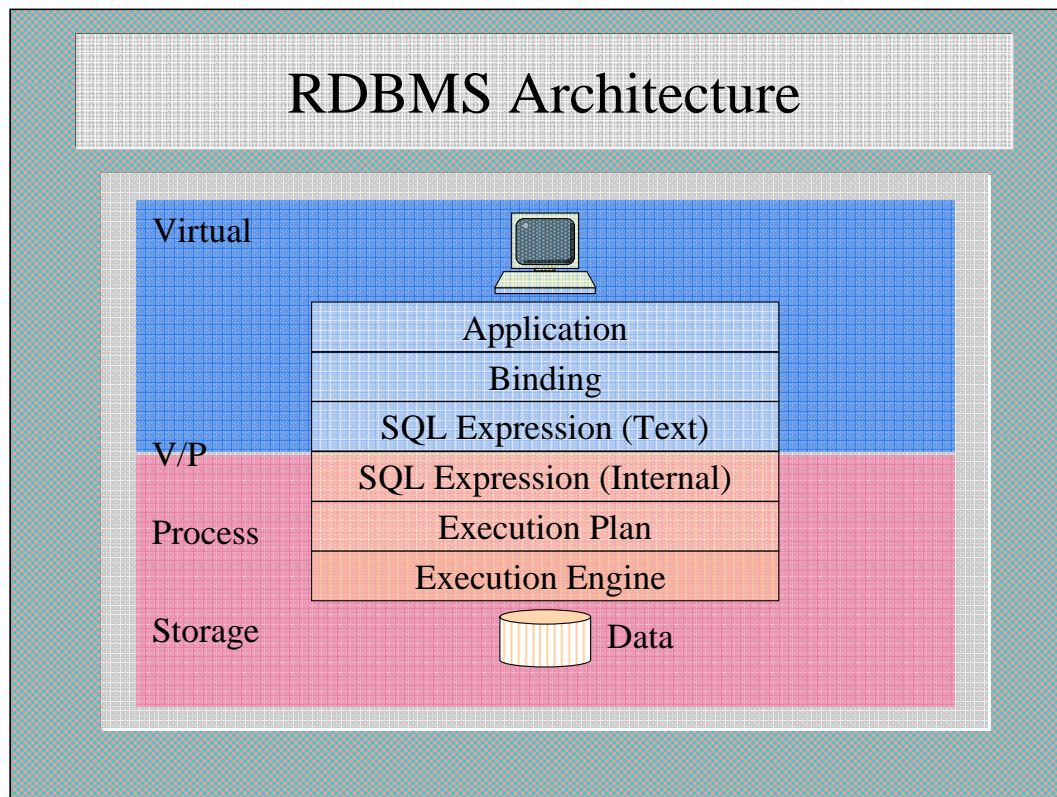 RDBMS Architecture
Virtual
Application
Binding
SQL Expression (Text)
V/P
SQL Expression (Internal)
Process
Execution Plan
Execution Engine
Storage
Data